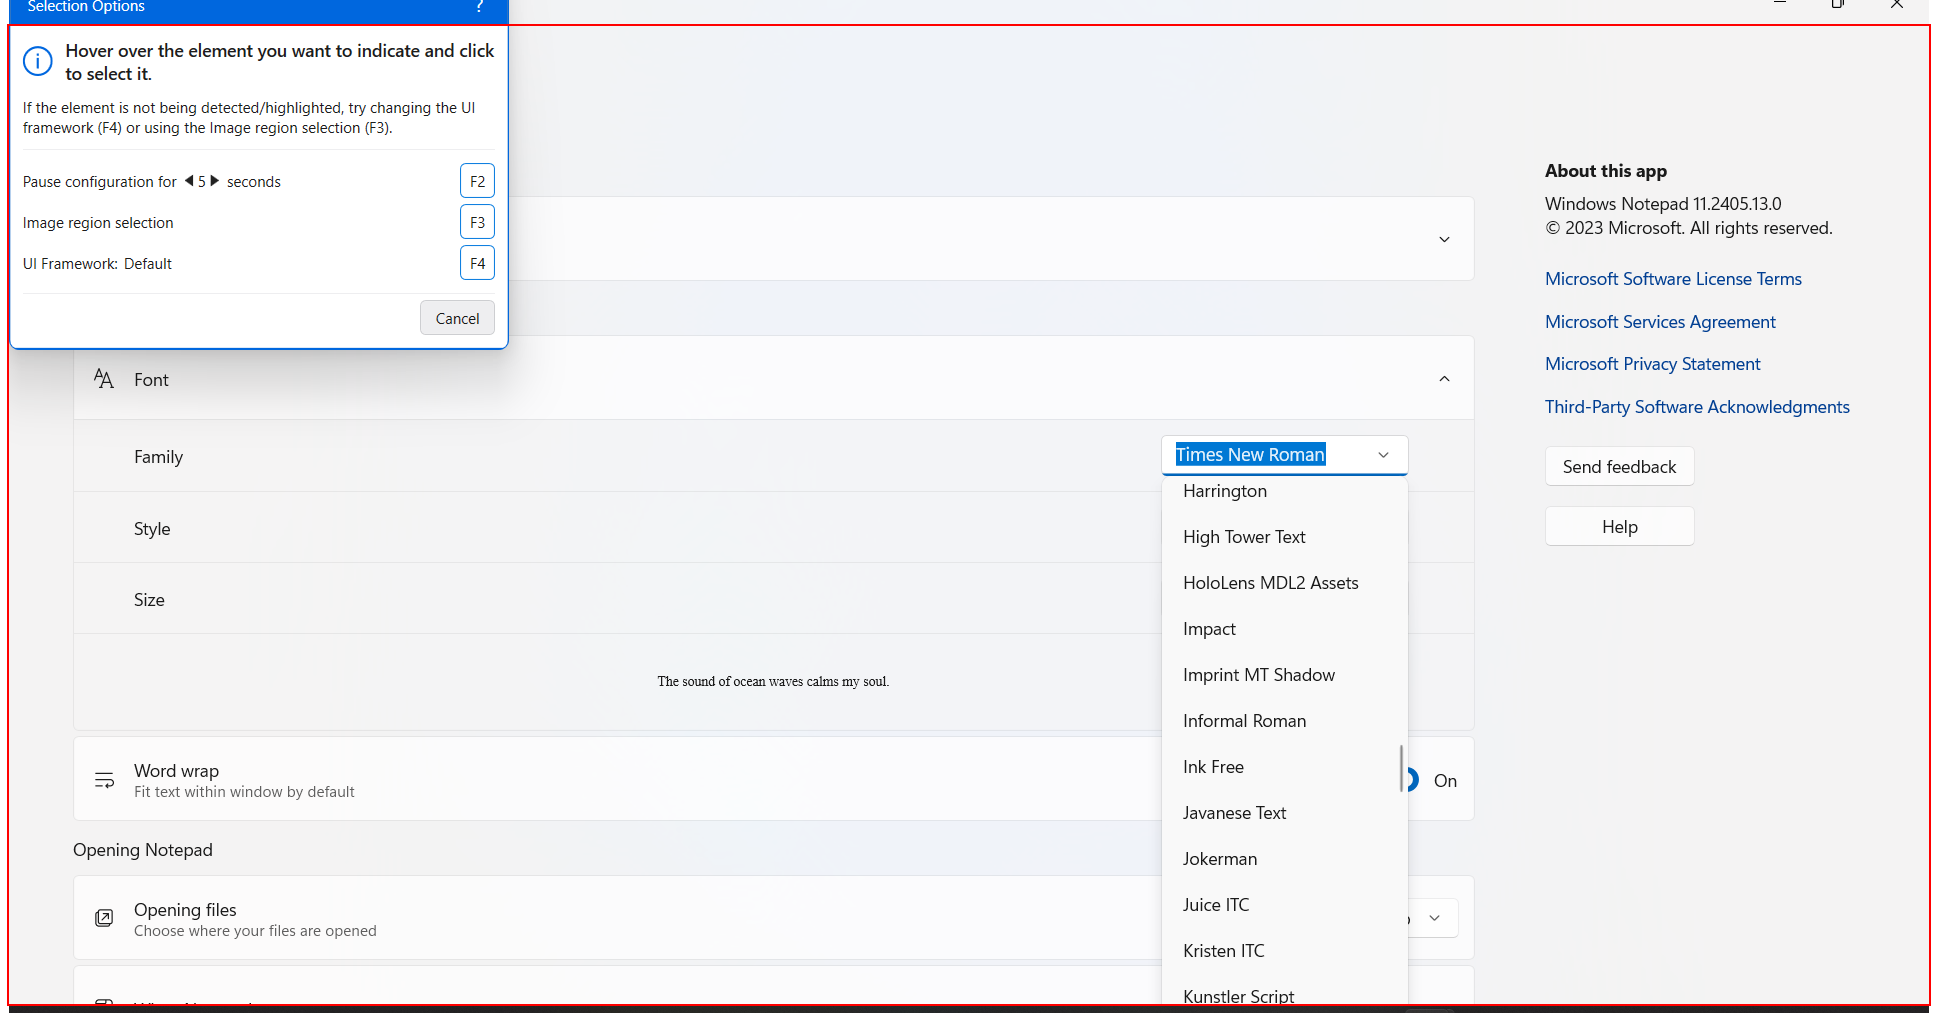 Selection Options ?
Hover over the element you want to indicate and click
to select it.
If the element is not being detected/highlighted, try changing the UI
framework (F4) or using the Image region selection (F3).
Pause configuration for 5 seconds F2
Image region selection F3
UI Framework: Default F4
Cancel
Font
Family
Times New Roman
Harrington
High Tower Text
HoloLens MDL2 Assets
Impact
Imprint MT Shadow
Informal Roman
Ink Free
Javanese Text
Jokerman
Juice ITC
Kristen ITC
Kunstler Script
Style
Size
The sound of ocean waves calms my soul.
Word wrap
Fit text within window by default
On
Opening Notepad
Opening files
Choose where your files are opened
About this app
Windows Notepad 11.2405.13.0
© 2023 Microsoft. All rights reserved.
Microsoft Software License Terms
Microsoft Services Agreement
Microsoft Privacy Statement
Third-Party Software Acknowledgments
Send feedback
Help